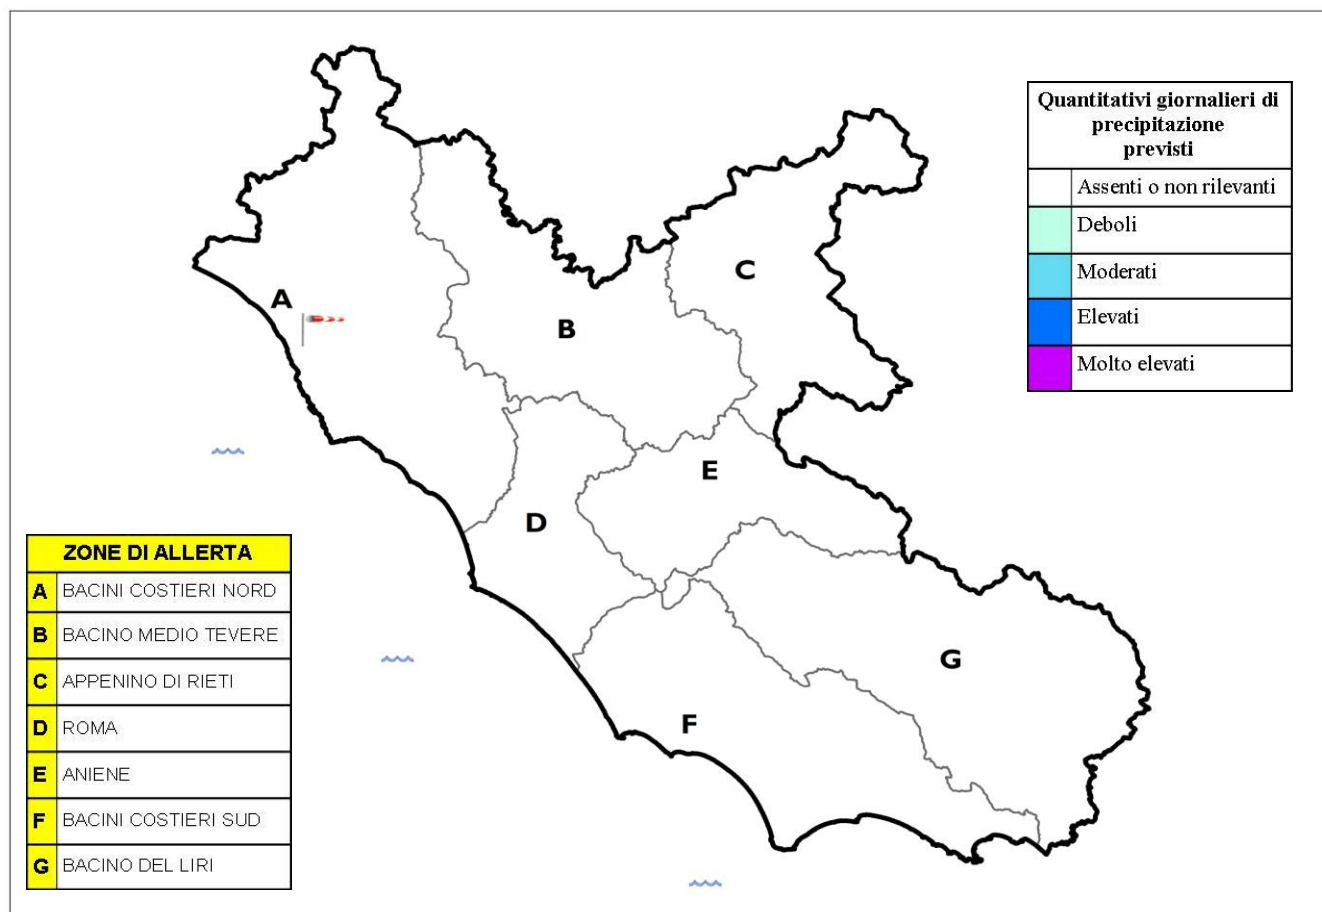 Quantitativi giornalieri di
precipitazione
previsti
Assenti o non rilevanti
Deboli
Moderati
Elevati
Molto elevati
A
B
C
D
E
F
G
ZONE DI ALLERTA
A BACINI COSTIERI NORD
B BACINO MEDIO TEVERE
C APPENINO DI RIETI
D ROMA
E ANIENE
F BACINI COSTIERI SUD
G BACINO DEL LIRI